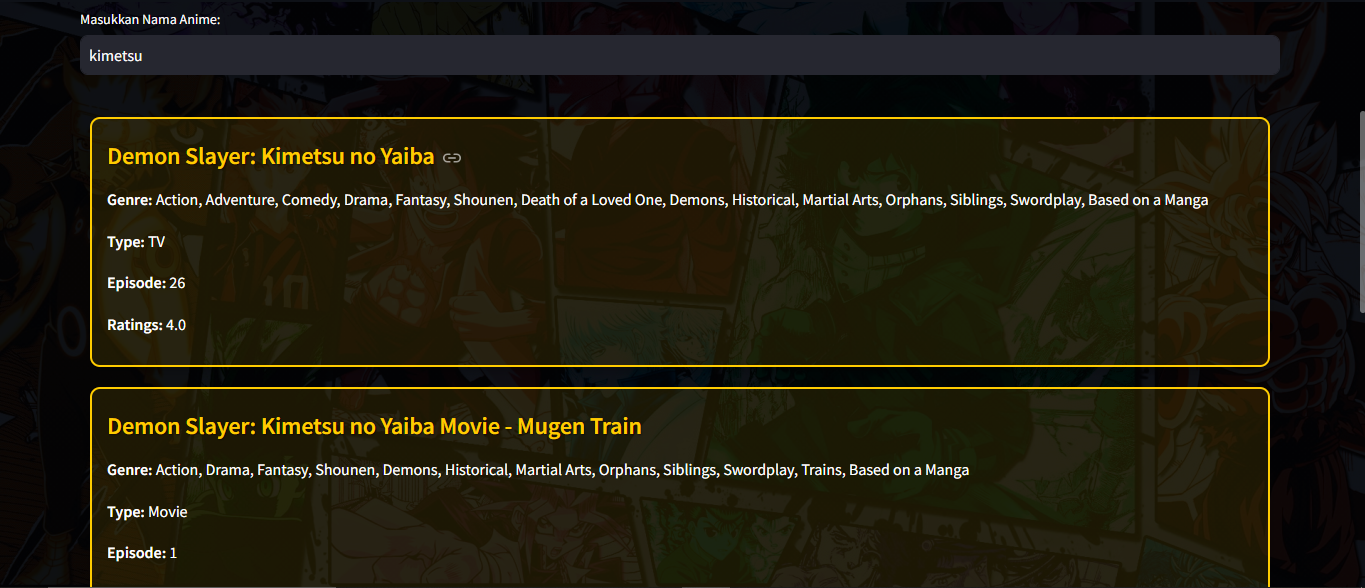 Masukkan Nama Anime:
kimetsu
Demon Slayer: Kimetsu no Yaiba
Genre: Action, Adventure, Comedy, Drama, Fantasy, Shounen, Death of a Loved One, Demons, Historical, Martial Arts, Orphans, Siblings, Swordplay, Based on a Manga
Type: TV
Episode: 26
Ratings: 4.0
Demon Slayer: Kimetsu no Yaiba Movie - Mugen Train
Genre: Action, Drama, Fantasy, Shounen, Demons, Historical, Martial Arts, Orphans, Siblings, Swordplay, Trains, Based on a Manga
Type: Movie
Episode: 1